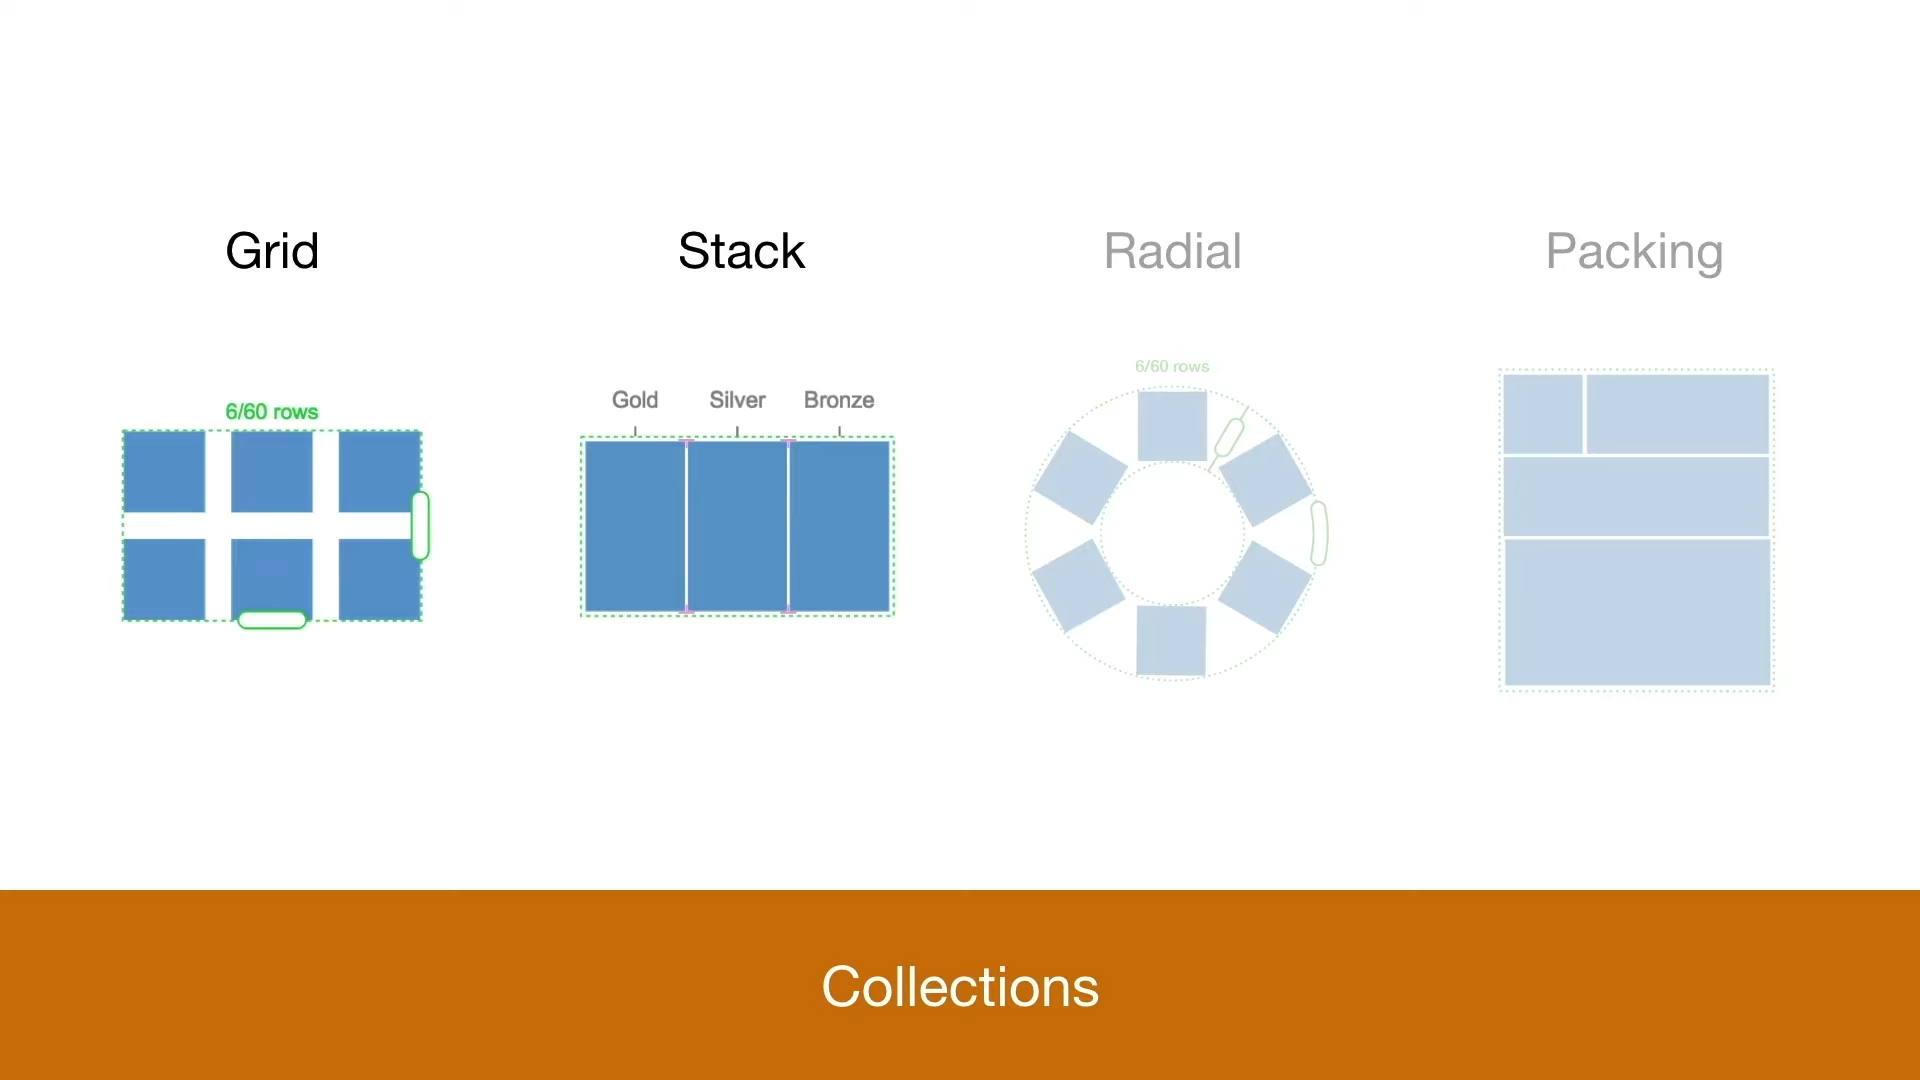 Grid
Stack
Radial
Packing
6/60 rows
Gold
Silver
Bronze
6/60 rows
Collections